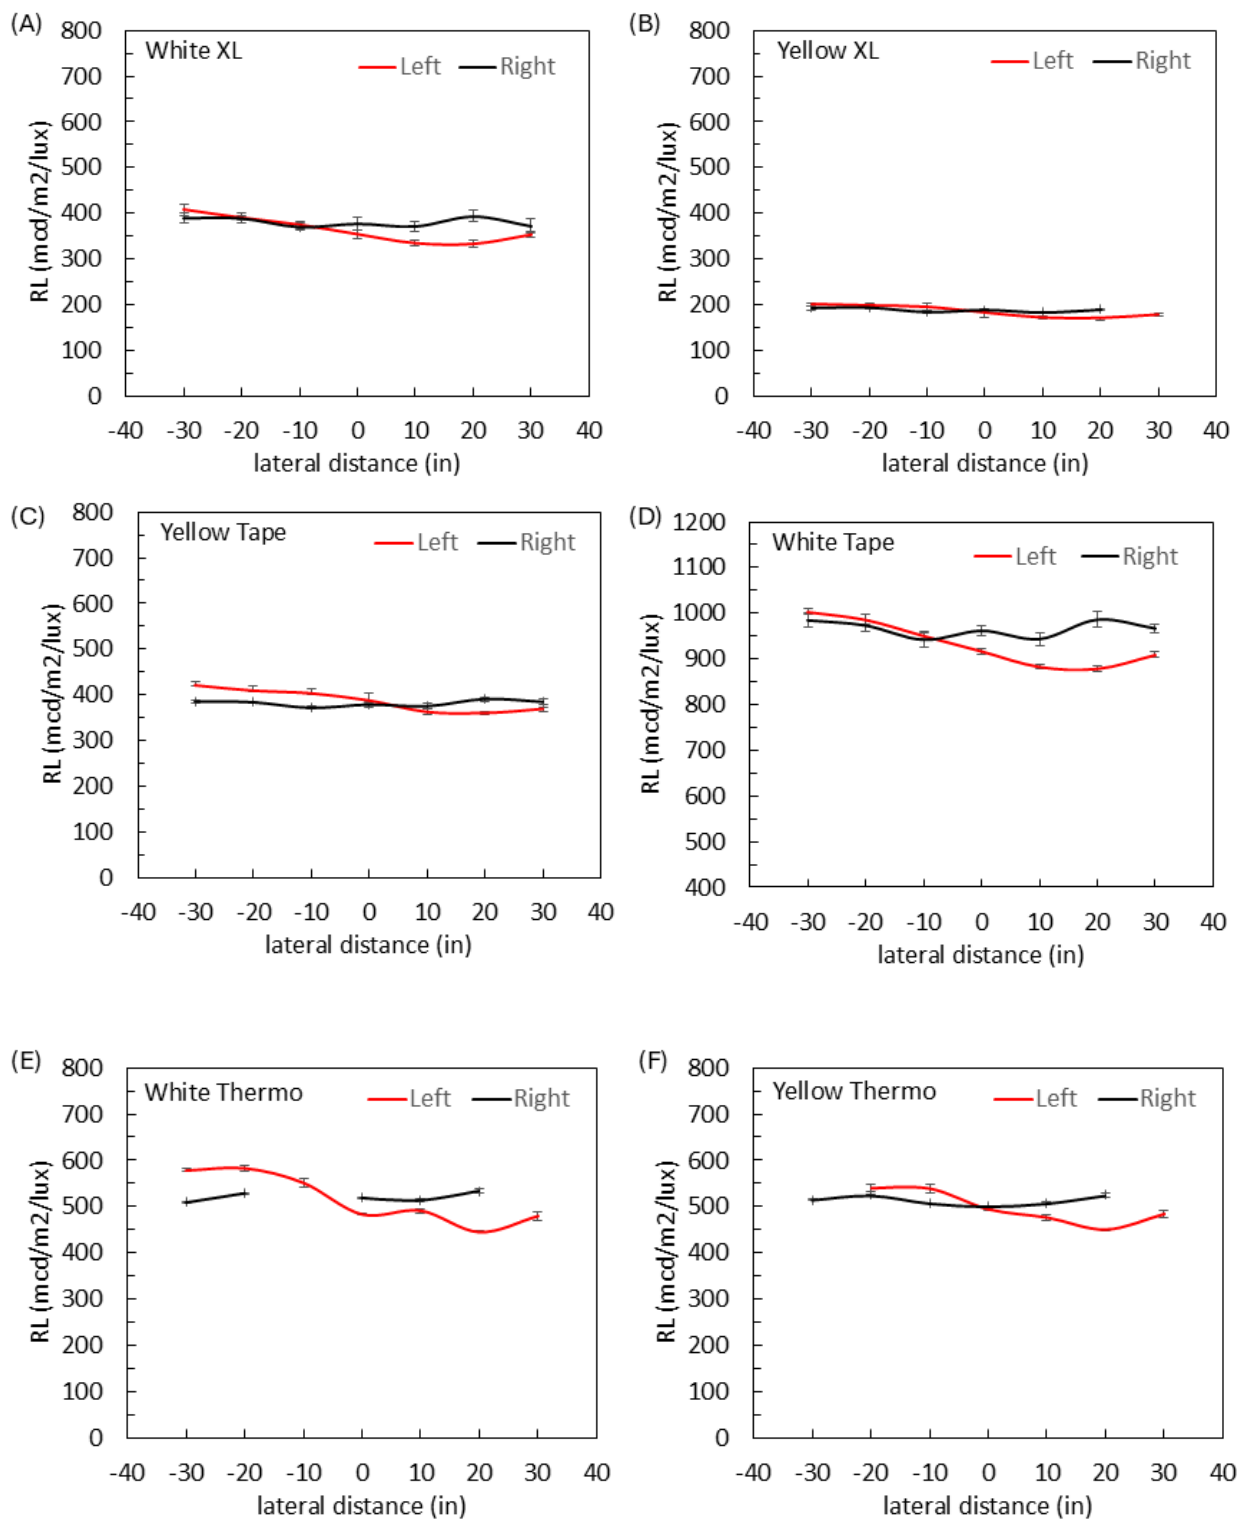 (A)
White XL
Left Right
RL (mcd/m2/lux)
800
700
600
500
400
300
200
100
0
-40 -30 -20 -10 0 10 20 30 40
lateral distance (in)
(B)
Yellow XL
Left Right
RL (mcd/m2/lux)
800
700
600
500
400
300
200
100
0
-40 -30 -20 -10 0 10 20 30 40
lateral distance (in)
(C)
Yellow Tape
Left Right
RL (mcd/m2/lux)
800
700
600
500
400
300
200
100
0
-40 -30 -20 -10 0 10 20 30 40
lateral distance (in)
(D)
White Tape
Left Right
RL (mcd/m2/lux)
1200
1100
1000
900
800
700
600
500
400
-40 -30 -20 -10 0 10 20 30 40
lateral distance (in)
(E)
White Thermo
Left Right
RL (mcd/m2/lux)
800
700
600
500
400
300
200
100
0
-40 -30 -20 -10 0 10 20 30 40
lateral distance (in)
(F)
Yellow Thermo
Left Right
RL (mcd/m2/lux)
800
700
600
500
400
300
200
100
0
-40 -30 -20 -10 0 10 20 30 40
lateral distance (in)